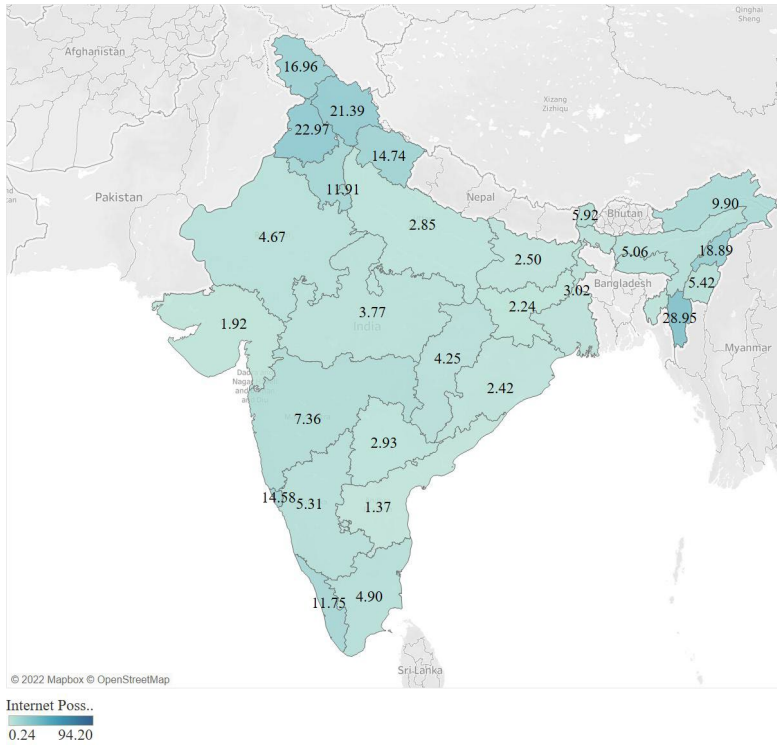 Qinghai
Sheng
Afghanistan
16.96
21.39
Xizang
Zizhiqu
22.97
14.74
Pakistan
11.91
Nepal
9.90
5.92
Bhutan
4.67
2.85
5.06
18.89
2.50
5.42
Bangladesh
3.02
2.24
28.95
1.92
3.77
India
Myanmar
4.25
2.42
7.36
2.93
14.58
5.31
1.37
11.75
4.90
Sri Lanka
© 2022 Mapbox © OpenStreetMap
Internet Poss..
0.24 94.20